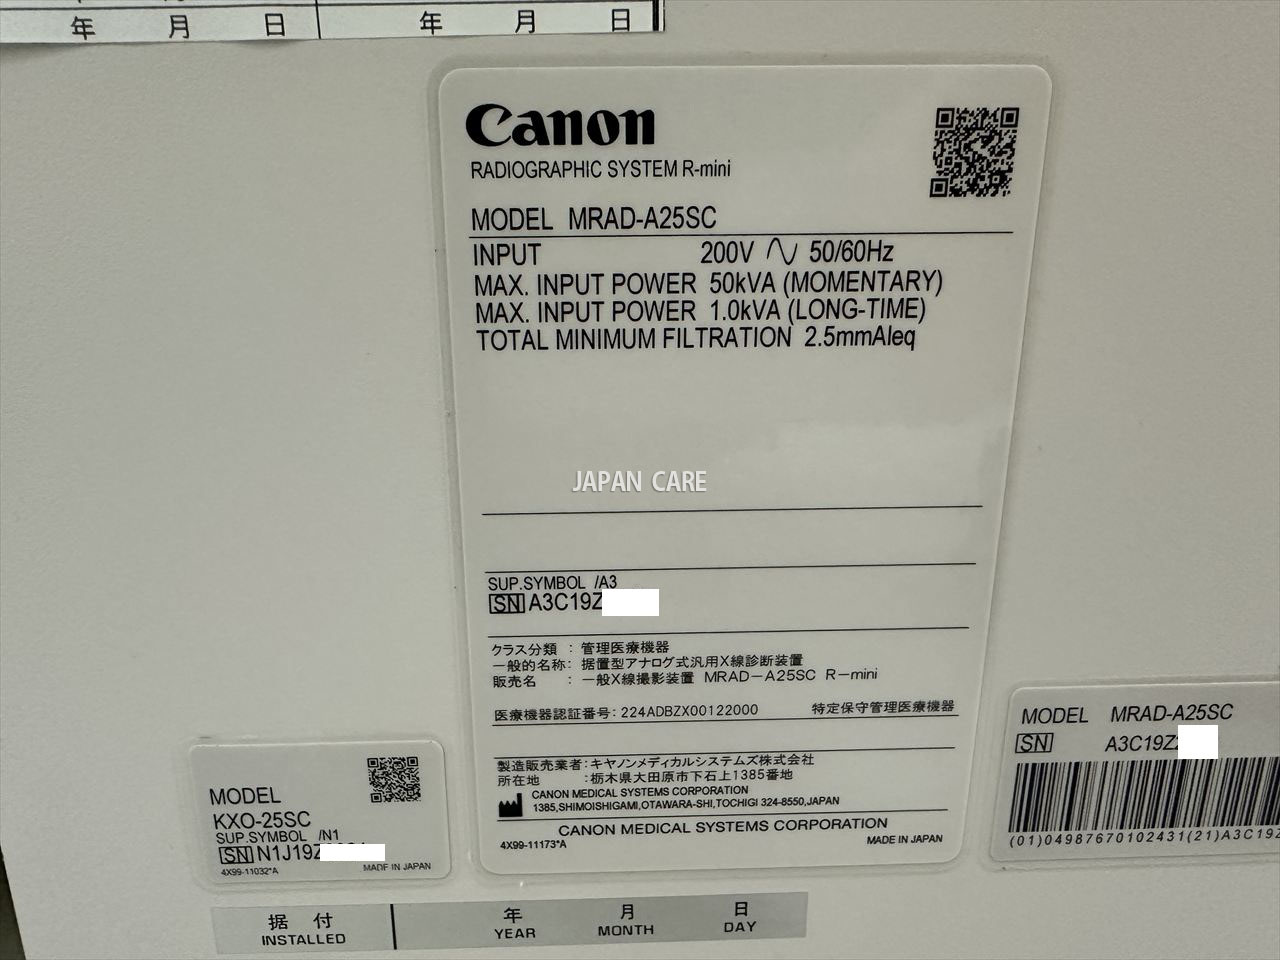 年 月 日 年 月 日
Canon
RADIOGRAPHIC SYSTEM R-mini
MODEL MRAD-A25SC
INPUT 200V 50/60Hz
MAX. INPUT POWER 50kVA (MOMENTARY)
MAX. INPUT POWER 1.0kVA (LONG-TIME)
TOTAL MINIMUM FILTRATION 2.5mmAleq
JAPAN CARE
SUP.SYMBOL /A3
SN A3C19Z
クラス分類 : 管理医療機器
一般的名称: 据置型アナログ式汎用X線診断装置
販売名 : 一般X線撮影装置 MRAD-A25SC R-mini
医療機器認証番号: 224ADBZX00122000 特定保守管理医療機器
製造販売業者:キヤノンメディカルシステムズ株式会社
所在地 :栃木県大田原市下石上1385番地
CANON MEDICAL SYSTEMS CORPORATION
1385,SHIMOISHIGAMI,OTAWARA-SHI,TOCHIGI 324-8550,JAPAN
CANON MEDICAL SYSTEMS CORPORATION
4X99-11173*A MADE IN JAPAN
MODEL
KXO-25SC
SUP.SYMBOL /N1
SN N1J19Z
4X99-11032*A MADE IN JAPAN
MODEL MRAD-A25SC
SN A3C19Z
(01)04987670102431(21)A3C19Z
据 付 年 月 日
INSTALLED YEAR MONTH DAY